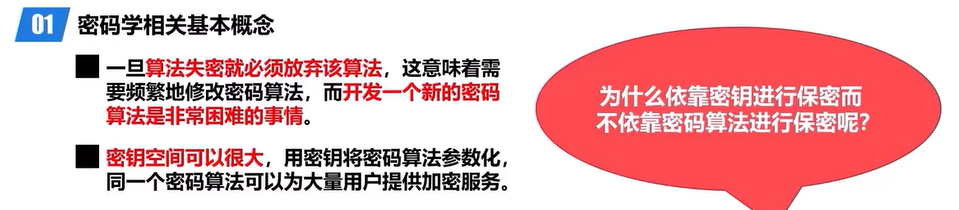 01 密码学相关基本概念
一旦算法失密就必须放弃该算法，这意味着需
要频繁地修改密码算法，而开发一个新的密码
算法是非常困难的事情。
密钥空间可以很大，用密钥将密码算法参数化，
同一个密码算法可以为大量用户提供加密服务。
为什么依靠密钥进行保密而
不依靠密码算法进行保密呢？